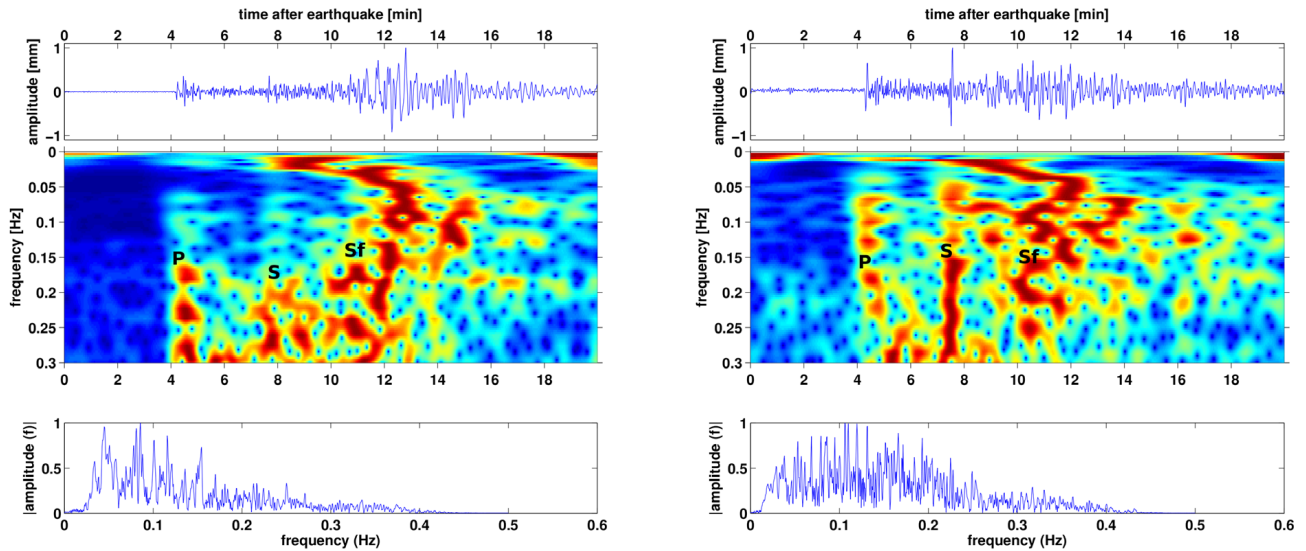 time after earthquake [min]
0 2 4 6 8 10 12 14 16 18
amplitude [mm]
1
0
−1
frequency [Hz]
0
0.05
0.1
0.15
0.2
0.25
0.3
P
S
Sf
0 2 4 6 8 10 12 14 16 18
|amplitude (f)|
1
0.5
0
0 0.1 0.2 0.3 0.4 0.5 0.6
frequency (Hz)
time after earthquake [min]
0 2 4 6 8 10 12 14 16 18
amplitude [mm]
1
0
−1
frequency [Hz]
0
0.05
0.1
0.15
0.2
0.25
0.3
P
S
Sf
0 2 4 6 8 10 12 14 16 18
|amplitude (f)|
1
0.5
0
0 0.1 0.2 0.3 0.4 0.5 0.6
frequency (Hz)